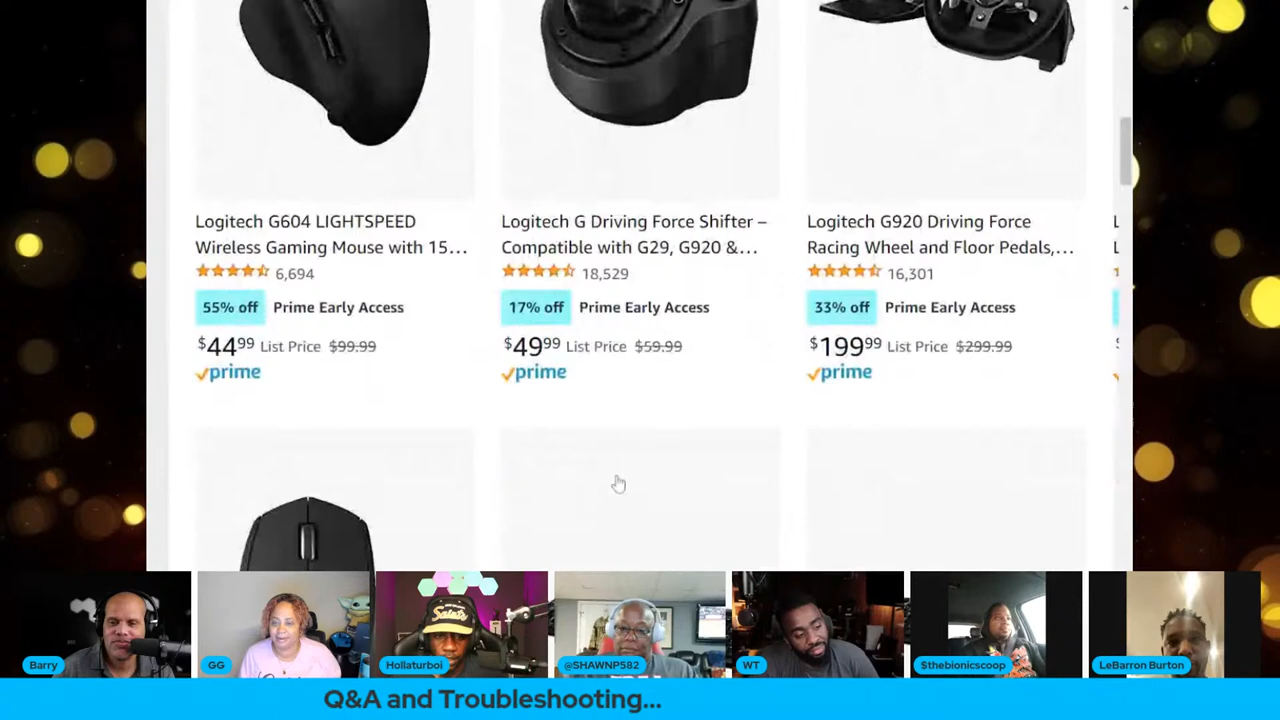 Logitech G604 LIGHTSPEED
Wireless Gaming Mouse with 15…
6,694
55% off Prime Early Access
$44.99 List Price $99.99
prime
Logitech G Driving Force Shifter –
Compatible with G29, G920 &…
18,529
17% off Prime Early Access
$49.99 List Price $59.99
prime
Logitech G920 Driving Force
Racing Wheel and Floor Pedals,…
16,301
33% off Prime Early Access
$199.99 List Price $299.99
prime
Saints
Barry
GG
Hollaturboi
@SHAWNP582
WT
$thebionicscoop
LeBarron Burton
Q&A and Troubleshooting...